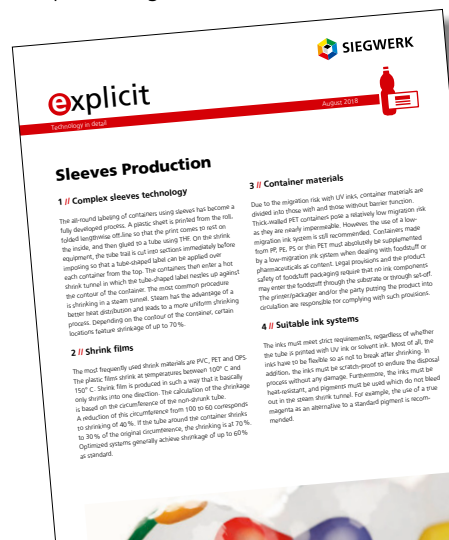 SIEGWERK
explicit
Technology in detail
August 2018
Sleeves Production
1 // Complex sleeves technology
The all-round labeling of containers using sleeves has become a
fully developed process. A plastic sheet is printed from the roll,
folded lengthwise off-line so that the print comes to rest on
the inside, and then glued to a tube using THF. On the shrink
equipment, the tube trail is cut into sections immediately before
imposing so that a tube-shaped label can be applied over
each container from the top. The containers then enter a hot
shrink tunnel in which the tube-shaped label nestles up against
the contour of the container. The most common procedure
is shrinking in a steam tunnel. Steam has the advantage of a
better heat distribution and leads to a more uniform shrinking
process. Depending on the contour of the container, certain
locations feature shrinkage of up to 70 %.
2 // Shrink films
The most frequently used shrink materials are PVC, PET and OPS.
The plastic films shrink at temperatures between 100° C and
150° C. Shrink film is produced in such a way that it basically
only shrinks into one direction. The calculation of the shrinkage
is based on the circumference of the non-shrunk tube.
A reduction of this circumference from 100 to 60 corresponds
to shrinking of 40 %. If the tube around the container shrinks
to 30 % of the original circumference, the shrinking is at 70 %.
Optimized systems generally achieve shrinkage of up to 60 %
as standard.
3 // Container materials
Due to the migration risk with UV inks, container materials are
divided into those with and those without barrier function.
Thick-walled PET containers pose a relatively low migration risk
as they are nearly impermeable. However, the use of a low-
migration ink system is still recommended. Containers made
from PP, PE, PS or thin PET must absolutely be supplemented
by a low-migration ink system when dealing with foodstuff or
pharmaceuticals as content. Legal provisions and the product
safety of foodstuff packaging require that no ink components
may enter the foodstuff through the substrate or through set-off.
The printer/packager and/or the party putting the product into
circulation are responsible for complying with such provisions.
4 // Suitable ink systems
The inks must meet strict requirements, regardless of whether
the tube is printed with UV ink or solvent ink. Most of all, the
inks have to be flexible so as not to break after shrinking. In
addition, the inks must be scratch-proof to endure the disposal
process without any damage. Furthermore, the inks must be
heat-resistant, and pigments must be used which do not bleed
out in the steam shrink tunnel. For example, the use of a true
magenta as an alternative to a standard pigment is recom-
mended.